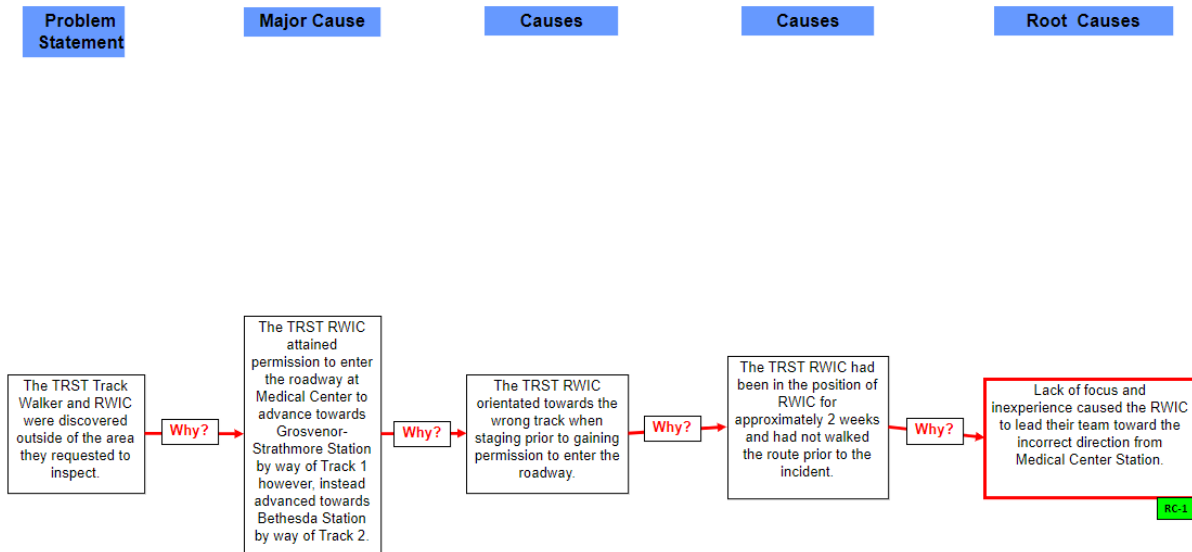 Problem
Statement
Major Cause
Causes
Causes
Root Causes
The TRST Track
Walker and RWIC
were discovered
outside of the area
they requested to
inspect.
Why?
The TRST RWIC
attained
permission to enter
the roadway at
Medical Center to
advance towards
Grosvenor-
Strathmore Station
by way of Track 1
however, instead
advanced towards
Bethesda Station
by way of Track 2.
Why?
The TRST RWIC
orientated towards the
wrong track when
staging prior to gaining
permission to enter the
roadway.
Why?
The TRST RWIC had
been in the position of
RWIC for
approximately 2 weeks
and had not walked
the route prior to the
incident.
Why?
Lack of focus and
inexperience caused the RWIC
to lead their team toward the
incorrect direction from
Medical Center Station.
RC-1